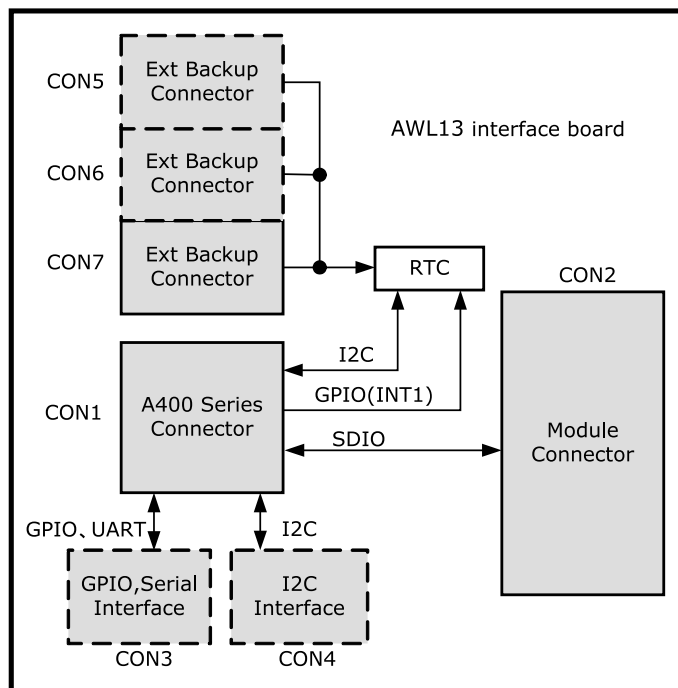 CON5
Ext Backup
Connector
AWL13 interface board
CON6
Ext Backup
Connector
CON7
Ext Backup
Connector
RTC
CON2
I2C
GPIO(INT1)
CON1
A400 Series
Connector
SDIO
Module
Connector
GPIO、UART
I2C
GPIO,Serial
Interface
I2C
Interface
CON3
CON4